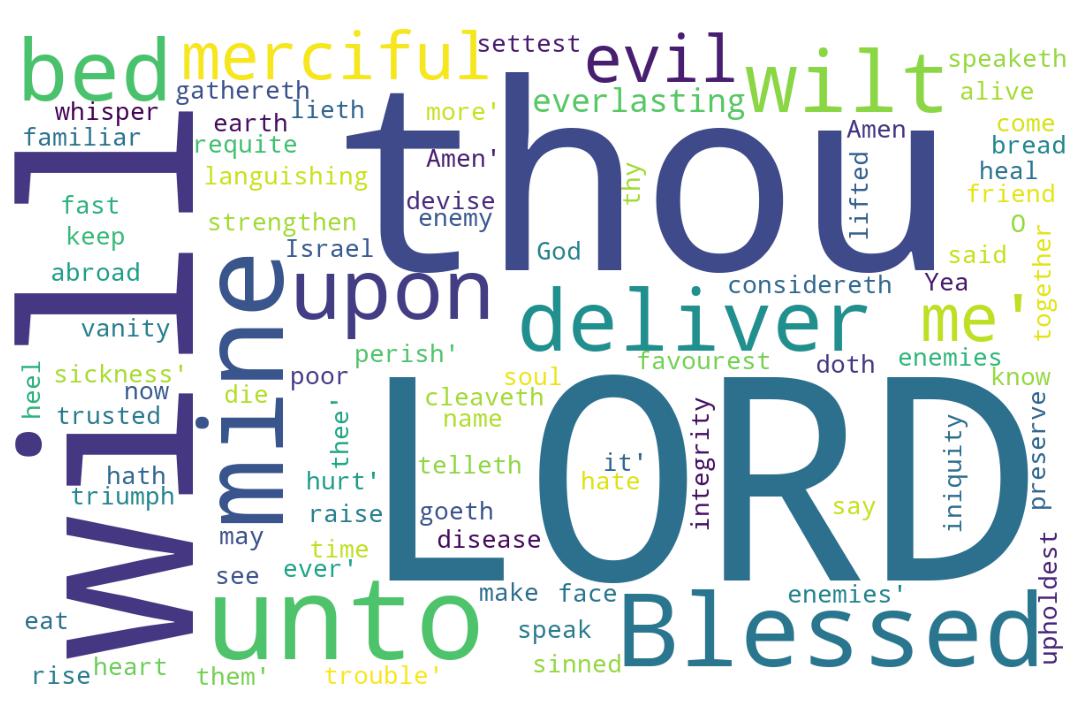 bed
merciful
settest
evil
wilt
speaketh
alive
whisper
gathereth
lieth
more'
everlasting
familiar
earth
requite
thou
Amen
come
bread
heal
friend
Amen'
languishing
devise
enemy
thy
lifted
fast
keep
strengthen
Israel
God
O
said
together
abroad
will
mine
upon
considereth
Yea
me'
deliver
vanity
perish'
favourest
doth
enemies
know
heel
sickness'
now
trusted
die
poor
soul
cleaveth
name
LORD
thee'
telleth
it'
hate
integrity
say
iniquity
preserve
hath
triumph
hurt'
raise
goeth
disease
may
time
see
ever'
unto
make
face
enemies'
Blessed
upholdest
eat
speak
sinned
rise
heart
them'
trouble'